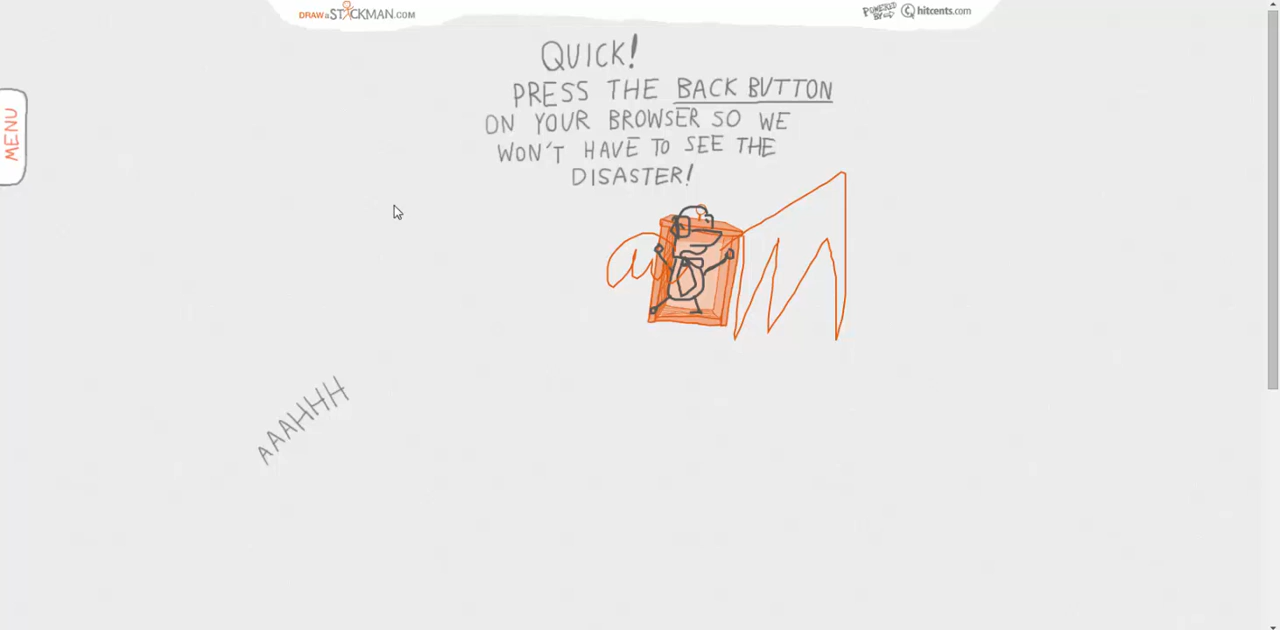 DRAW a STICKMAN.COM
POWERED BY
hitcents.com
MENU
QUICK!
PRESS THE BACK BUTTON
ON YOUR BROWSER SO WE
WON'T HAVE TO SEE THE
DISASTER!
AAAHHH